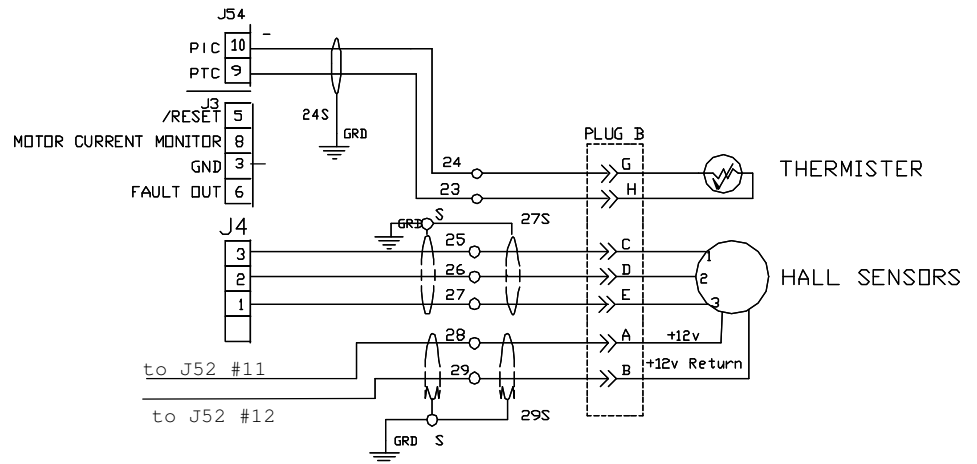 J54
PIC 10
PTC 9
J3
/RESET 5
MOTOR CURRENT MONITOR 8
GND 3
FAULT OUT 6
24S
GRD
PLUG B
24 G
23 H
THERMISTER
J4
GRD S 27S
3 25 C 1
2 26 D 2
HALL SENSORS
1 27 E 3
28 A +12v
to J52 #11
29 B +12v Return
to J52 #12
29S
GRD S